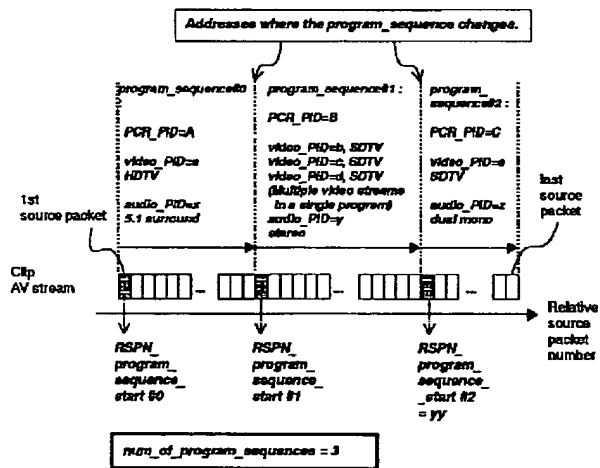 Addresses where the program_sequence changes.
program_sequence#0
PCR_PID=A
video_PID=a
HDTV
audio_PID=x
5.1 surround
program_sequence#1 :
PCR_PID=B
video_PID=b, SDTV
video_PID=c, SDTV
video_PID=d, SDTV
(Multiple video streams
in a single program)
audio_PID=y
stereo
program_
sequence#2 :
PCR_PID=C
video_PID=e
SDTV
audio_PID=z
dual mono
1st
source packet
last
source
packet
Clip
AV stream
... ... ...
Relative
source
packet
number
RSPN_
program_
sequence_
start #0
RSPN_
program_
sequence_
start #1
RSPN_
program_
sequence
_start #2
= yy
num_of_program_sequences = 3